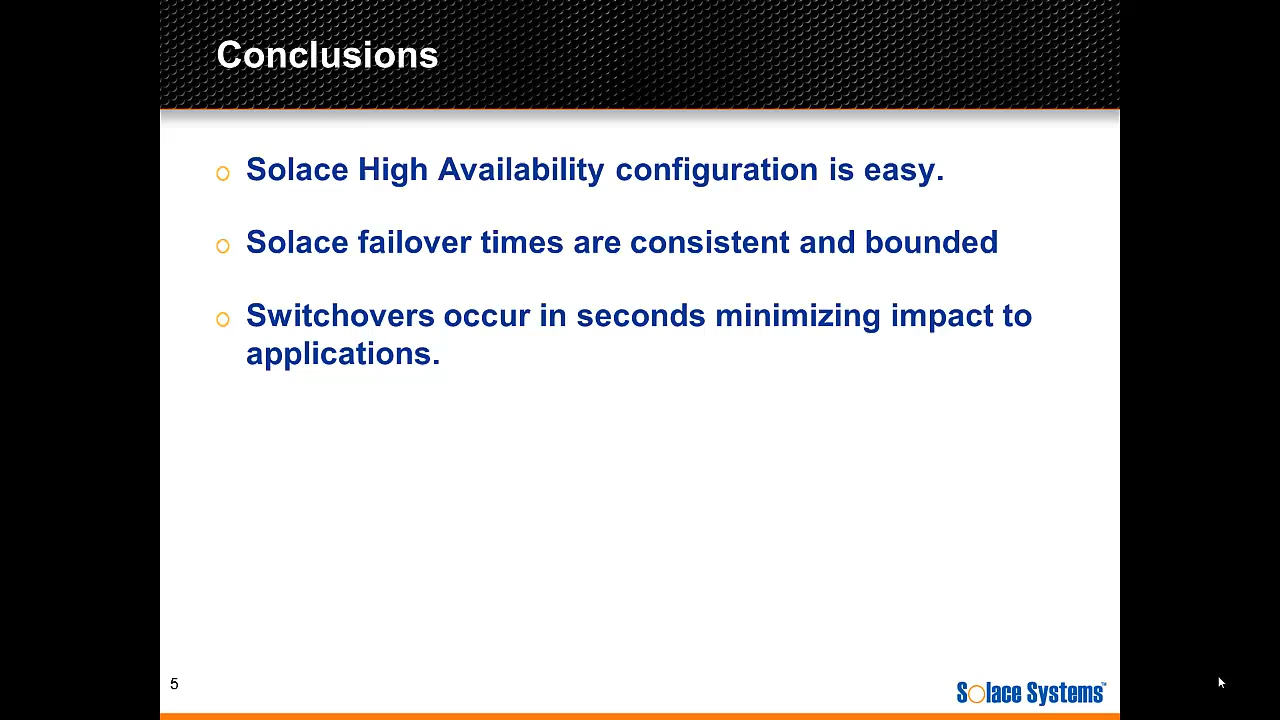 Conclusions
Solace High Availability configuration is easy.
Solace failover times are consistent and bounded
Switchovers occur in seconds minimizing impact to
applications.
5
Solace Systems™